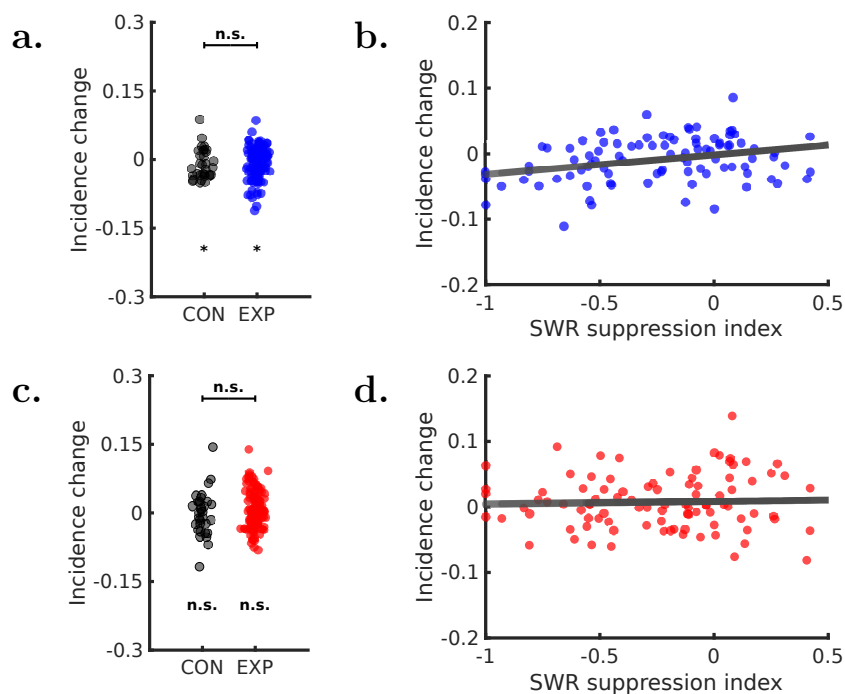 a.
0.3
0.15
0
-0.15
-0.3
Incidence change
n.s.
*
*
CON
EXP
b.
0.2
0.1
0
-0.1
-0.2
Incidence change
-1
-0.5
0
0.5
SWR suppression index
c.
0.3
0.15
0
-0.15
-0.3
Incidence change
n.s.
n.s.
n.s.
CON
EXP
d.
0.2
0.1
0
-0.1
-0.2
Incidence change
-1
-0.5
0
0.5
SWR suppression index